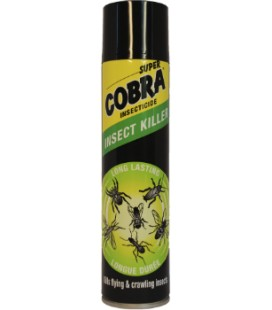 SUPER
COBRA
INSECTICIDE
INSECT KILLER
LONG LASTING
LONGUE DURÉE
Kills flying & crawling insects